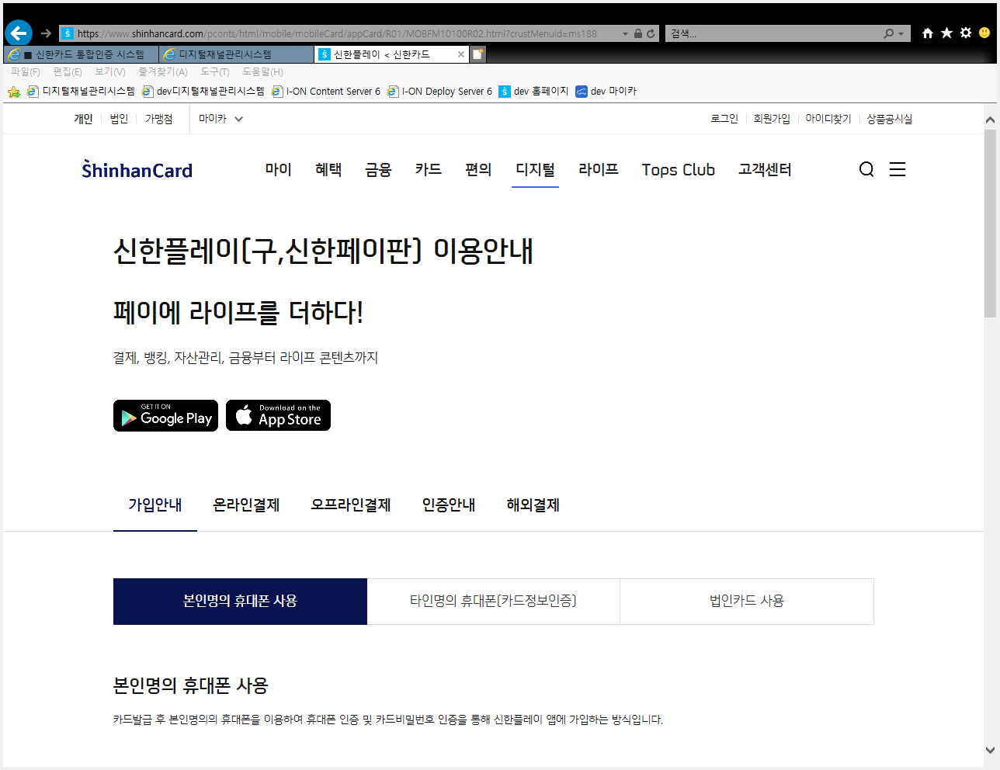 https://www.shinhancard.com/pconts/html/mobile/mobileCard/appCard/R01/MOBFM10100R02.html?crustMenuId=ms188
검색...
■ 신한카드 통합인증 시스템
디지털채널관리시스템
신한플레이 < 신한카드
파일(F) 편집(E) 보기(V) 즐겨찾기(A) 도구(T) 도움말(H)
디지털채널관리시스템 dev디지털채널관리시스템 I-ON Content Server 6 I-ON Deploy Server 6 dev 홈페이지 dev 마이카
개인 법인 가맹점 마이카 로그인 회원가입 아이디찾기 상품공시실
ShinhanCard 마이 혜택 금융 카드 편의 디지털 라이프 Tops Club 고객센터
신한플레이(구,신한페이판) 이용안내
페이에 라이프를 더하다!
결제, 뱅킹, 자산관리, 금융부터 라이프 콘텐츠까지
GET IT ON
Google Play
Download on the
App Store
가입안내 온라인결제 오프라인결제 인증안내 해외결제
본인명의 휴대폰 사용 타인명의 휴대폰(카드정보인증) 법인카드 사용
본인명의 휴대폰 사용
카드발급 후 본인명의의 휴대폰을 이용하여 휴대폰 인증 및 카드비밀번호 인증을 통해 신한플레이 앱에 가입하는 방식입니다.